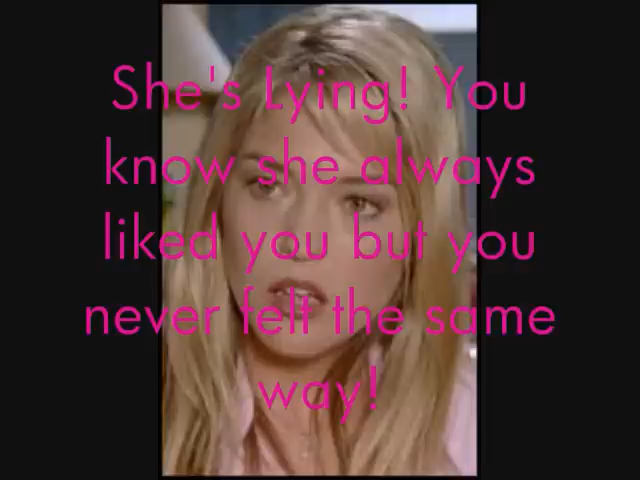 She's Lying! You
know she always
liked you but you
never felt the same
way!